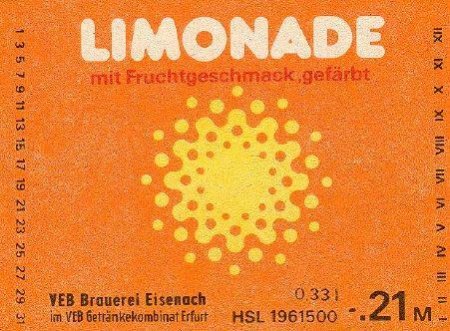 LIMONADE
mit Fruchtgeschmack, gefärbt
1 3 5 7 9 11 13 15 17 19 21 23 25 27 29 31
I II III IV V VI VII VIII IX X XI XII
VEB Brauerei Eisenach
im VEB Getränkekombinat Erfurt
0,33 l
HSL 1961500
-.21 M